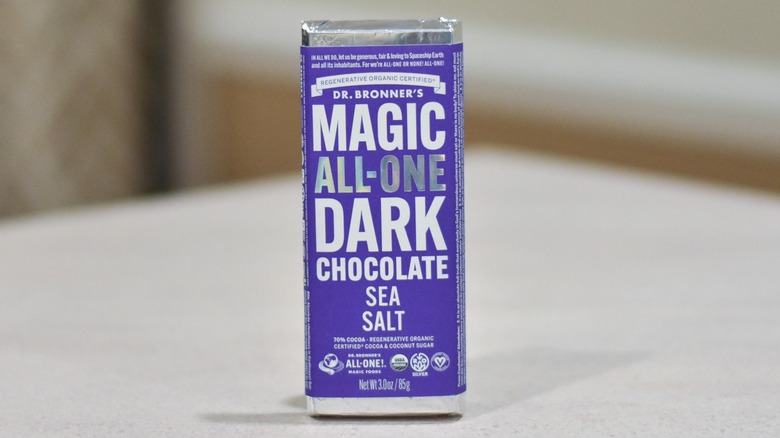 IN ALL WE DO, let us be generous, fair & loving to Spaceship Earth
and all its inhabitants. For we're ALL-ONE OR NONE! ALL-ONE!
REGENERATIVE ORGANIC CERTIFIED®
DR. BRONNER'S
MAGIC
ALL-ONE
DARK
CHOCOLATE
SEA
SALT
70% COCOA · REGENERATIVE ORGANIC
CERTIFIED® COCOA & COCONUT SUGAR
DR. BRONNER'S
ALL-ONE!
MAGIC FOODS
USDA
ORGANIC
SILVER
Net Wt 3.0oz / 85g